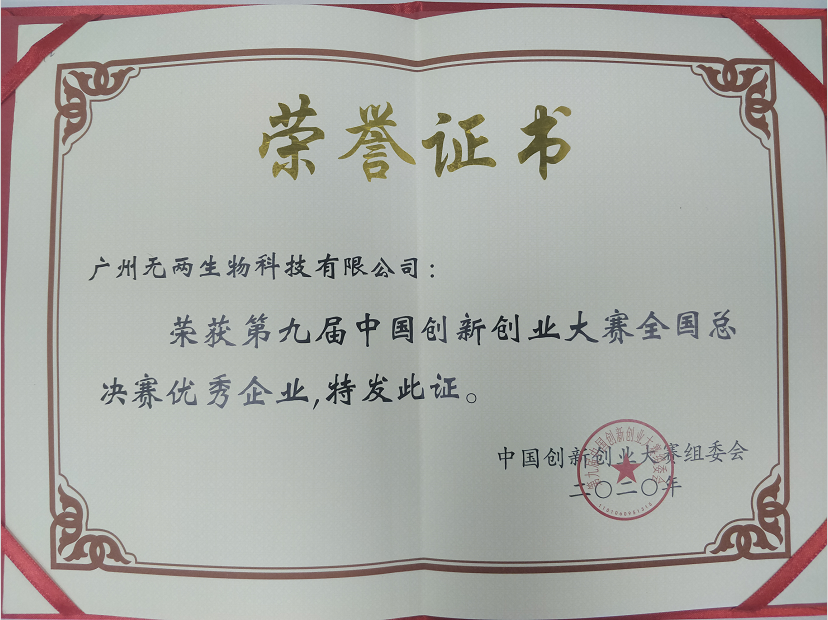 荣誉证书
广州无两生物科技有限公司：
荣获第九届中国创新创业大赛全国总
决赛优秀企业,特发此证。
中国创新创业大赛组委会
二〇二〇年